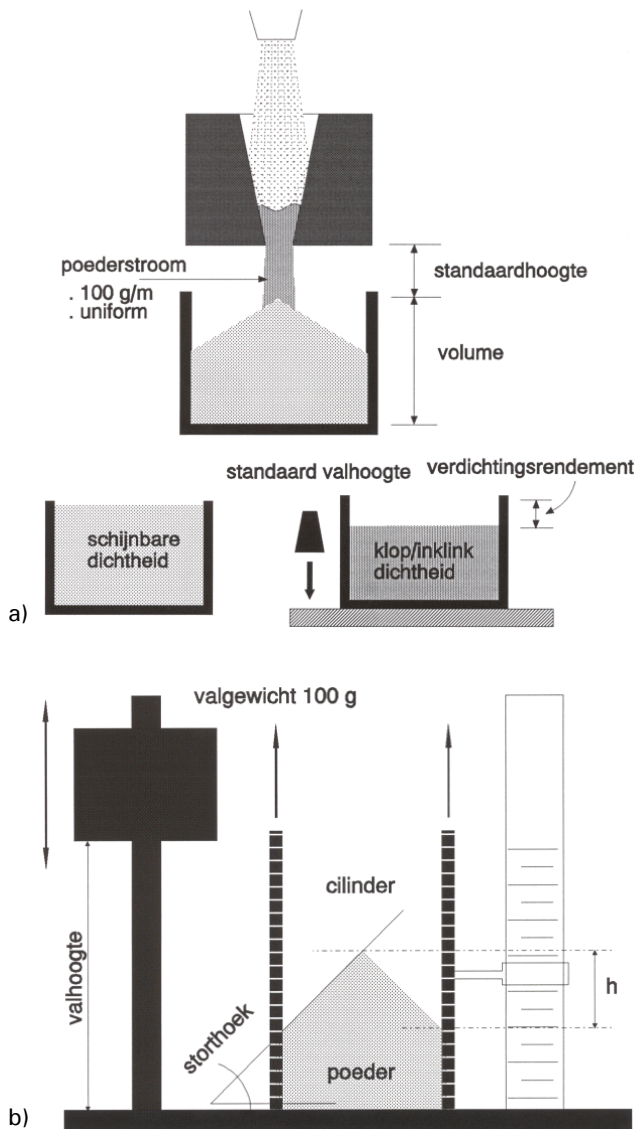 poederstroom
. 100 g/m
. uniform
standaardhoogte
volume
standaard valhoogte
verdichtingsrendement
schijnbare
dichtheid
klop/inklink
dichtheid
a)
valgewicht 100 g
cilinder
valhoogte
storthoek
h
poeder
b)